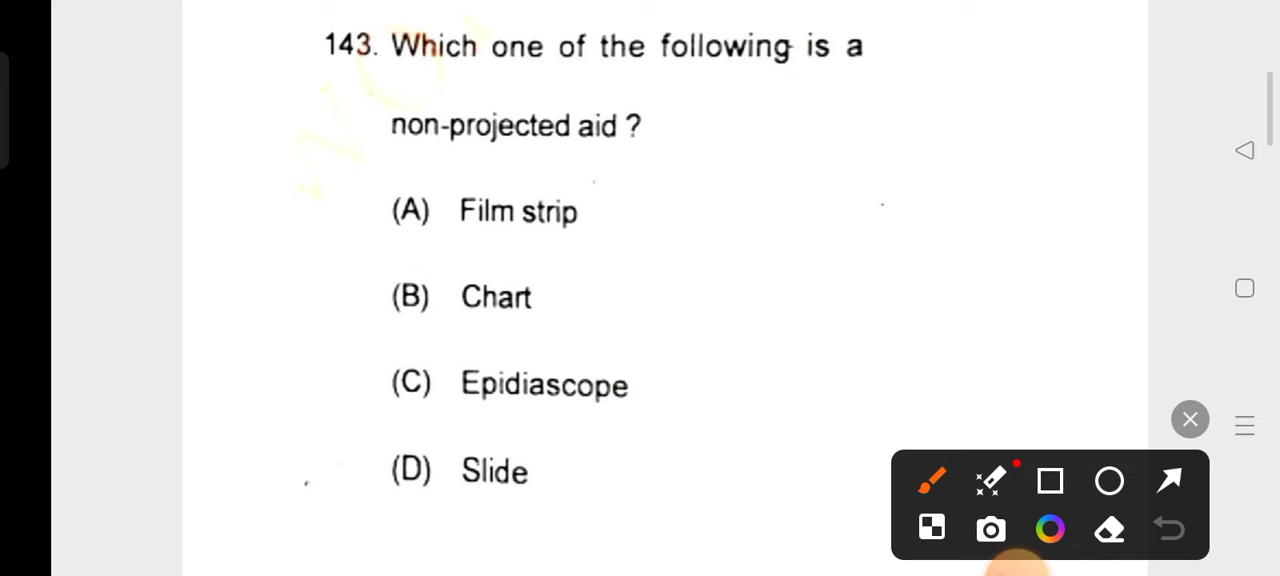 143. Which one of the following is a
non-projected aid ?
(A) Film strip
(B) Chart
(C) Epidiascope
(D) Slide